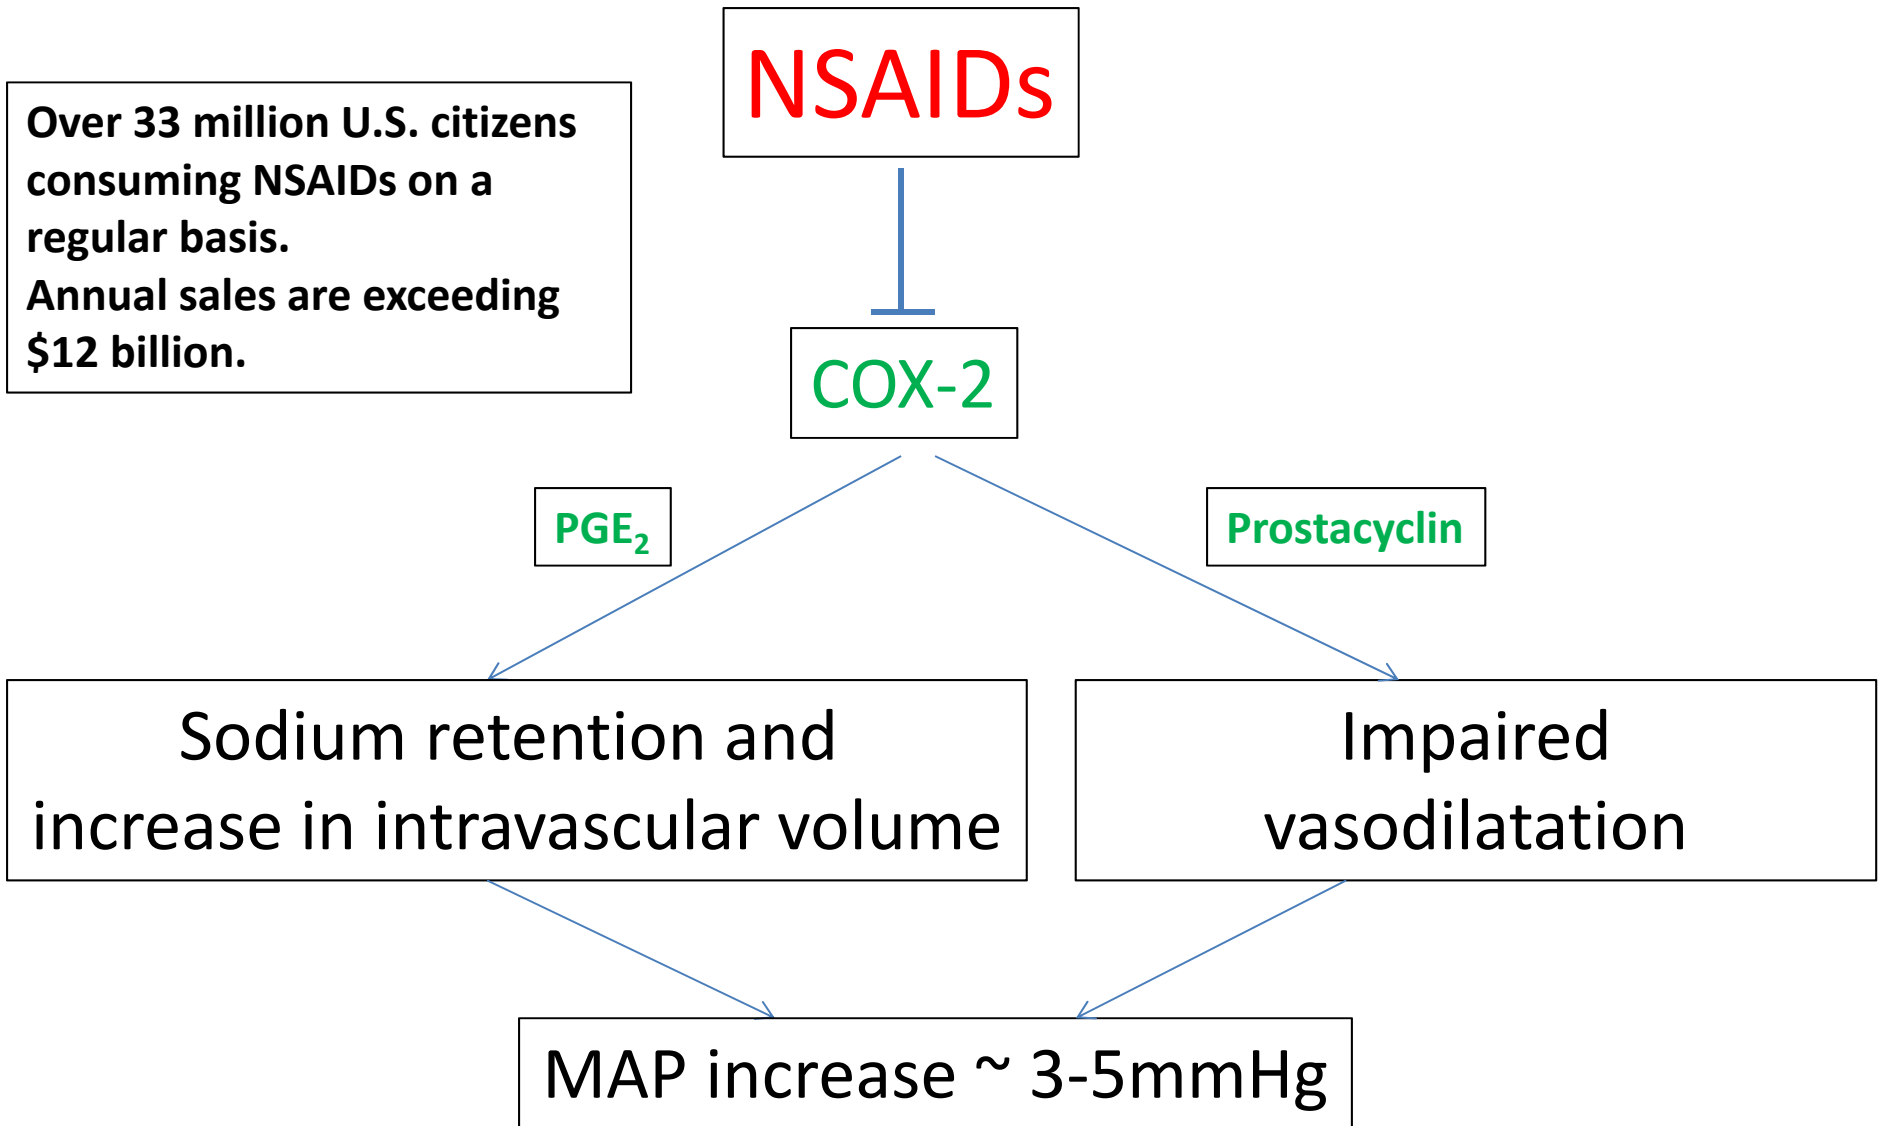 NSAIDs
Over 33 million U.S. citizens
consuming NSAIDs on a
regular basis.
Annual sales are exceeding
$12 billion.
COX-2
PGE₂
Prostacyclin
Sodium retention and
increase in intravascular volume
Impaired
vasodilatation
MAP increase ~ 3-5mmHg